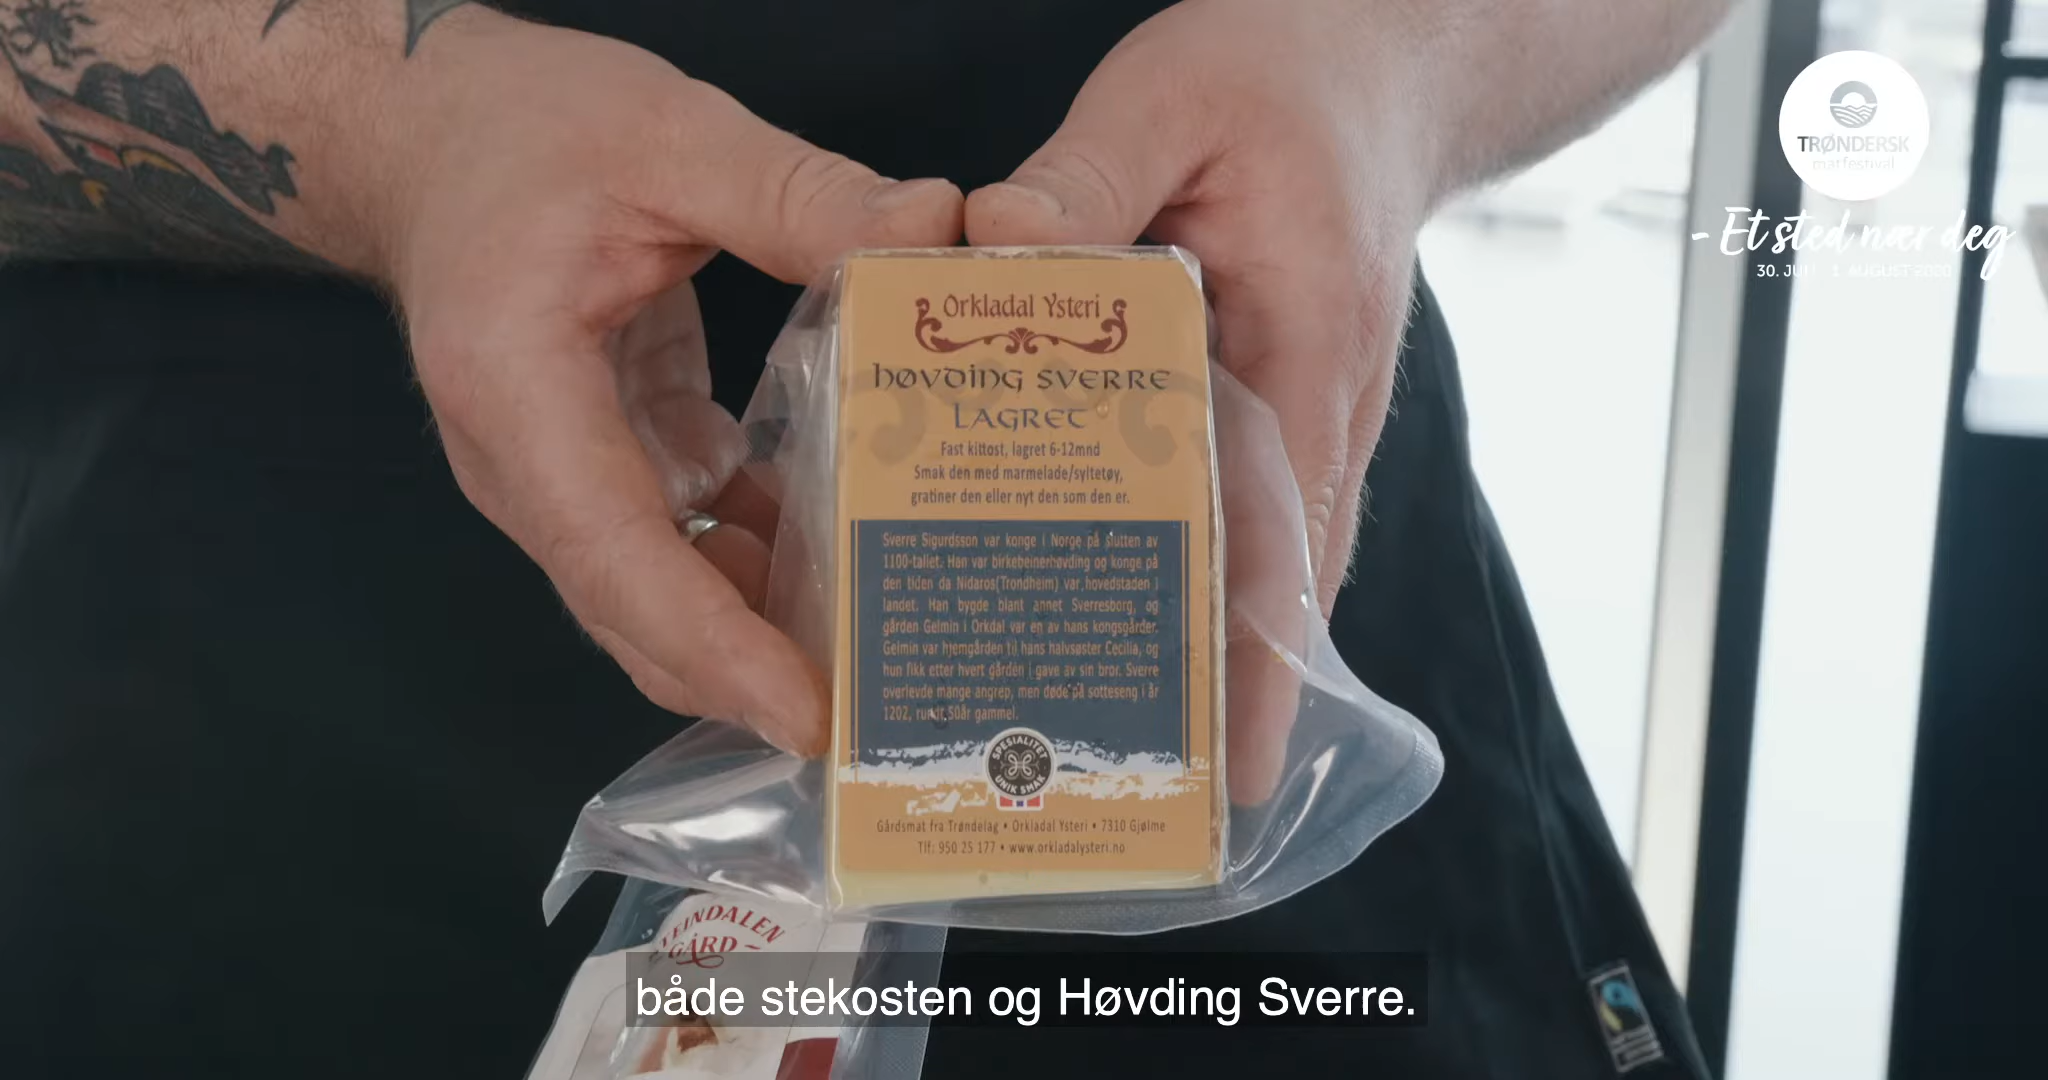 TRØNDERSK
matfestival
- Et sted nær deg
30. JULI - 1. AUGUST 2020
Orkladal Ysteri
HØVDING SVERRE
LAGRET
Fast kittost, lagret 6-12mnd
Smak den med marmelade/syltetøy,
gratiner den eller nyt den som den er.
Sverre Sigurdsson var konge i Norge på slutten av
1100-tallet. Han var birkebeinerhøvding og konge på
den tiden da Nidaros(Trondheim) var hovedstaden i
landet. Han bygde blant annet Sverresborg, og
gården Gelmin i Orkdal var en av hans kongsgårder.
Gelmin var hjemgården til hans halvsøster Cecilia, og
hun fikk etter hvert gården i gave av sin bror. Sverre
overlevde mange angrep, men døde på sotteseng i år
1202, rundt 50år gammel.
SPESIALITET
UNIK SMAK
Gårdsmat fra Trøndelag • Orkladal Ysteri • 7310 Gjølme
Tlf: 950 25 177 • www.orkladalysteri.no
GÅRD
både stekosten og Høvding Sverre.